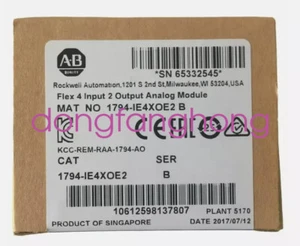 A·B
*SN 65332545*
Rockwell Automation,1201 S 2nd St,Milwaukee,WI 53204,USA
Flex 4 Input 2 Output Analog Module
MAT NO 1794-IE4XOE2 B
dongfanghong
KCC-REM-RAA-1794-AO
CAT SER
1794-IE4XOE2 B
10612598137807
PLANT 5170
PRODUCT OF SINGAPORE DATE 2017/07/12